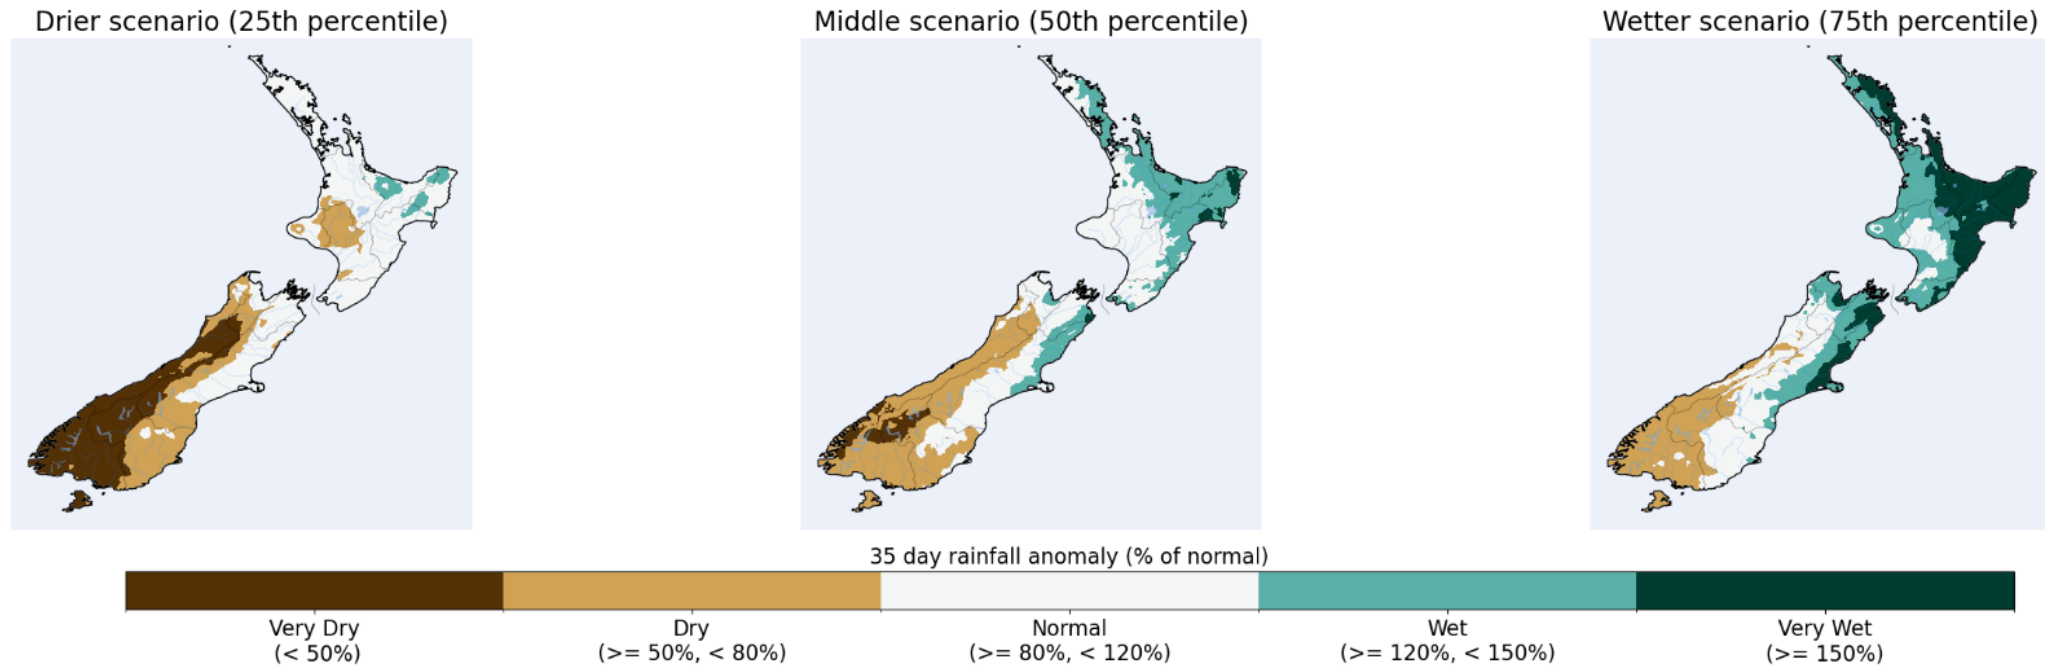 Drier scenario (25th percentile)
Middle scenario (50th percentile)
Wetter scenario (75th percentile)
35 day rainfall anomaly (% of normal)
Very Dry
(< 50%)
Dry
(>= 50%, < 80%)
Normal
(>= 80%, < 120%)
Wet
(>= 120%, < 150%)
Very Wet
(>= 150%)